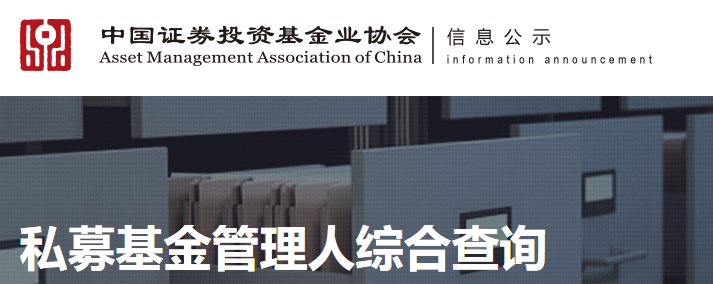 中国证券投资基金业协会
Asset Management Association of China
信息公示
information announcement
私募基金管理人综合查询